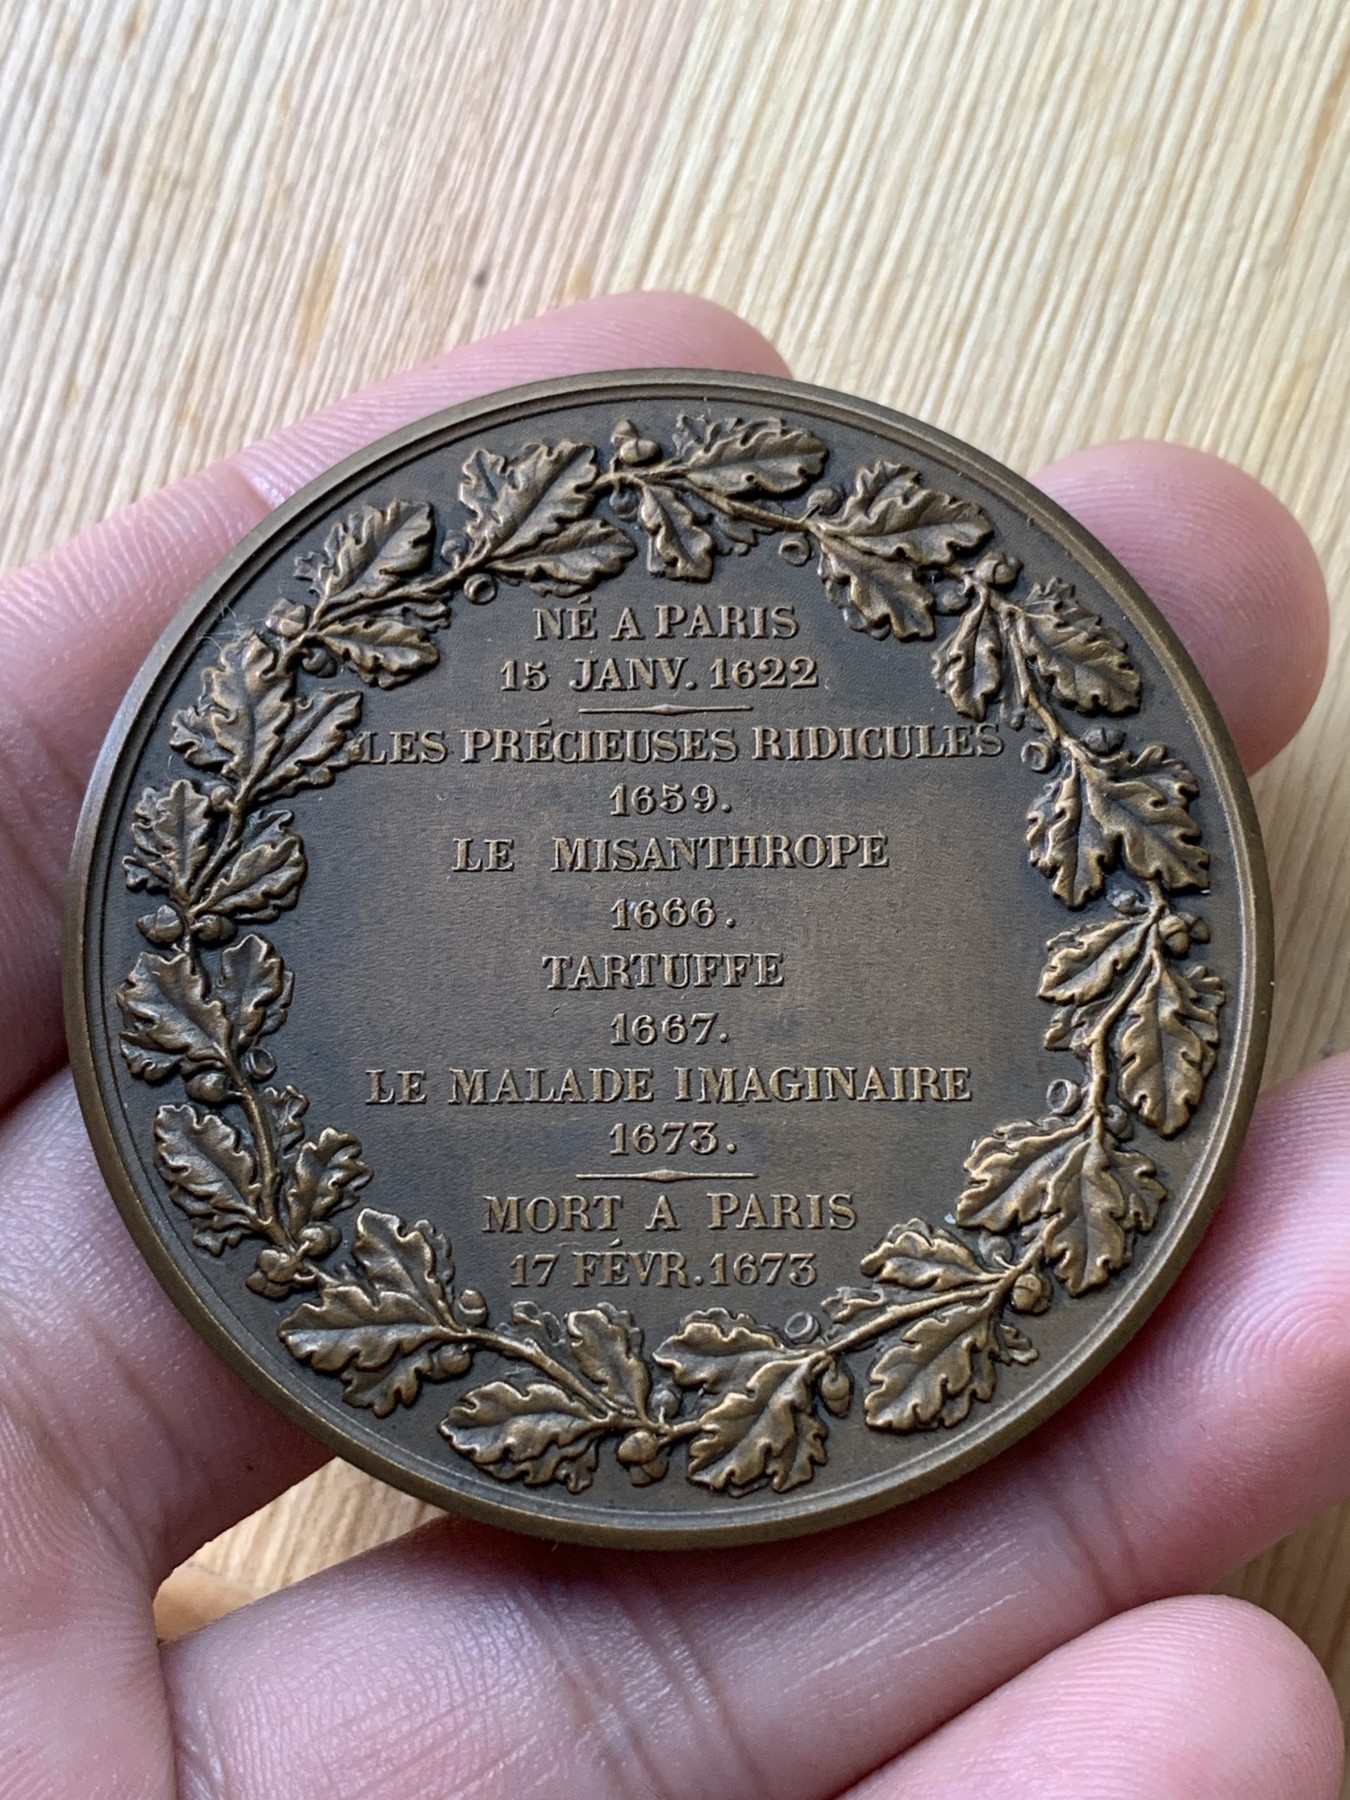 NÉ A PARIS
15 JANV. 1622
LES PRÉCIEUSES RIDICULES
1659.
LE MISANTHROPE
1666.
TARTUFFE
1667.
LE MALADE IMAGINAIRE
1673.
MORT A PARIS
17 FÉVR. 1673